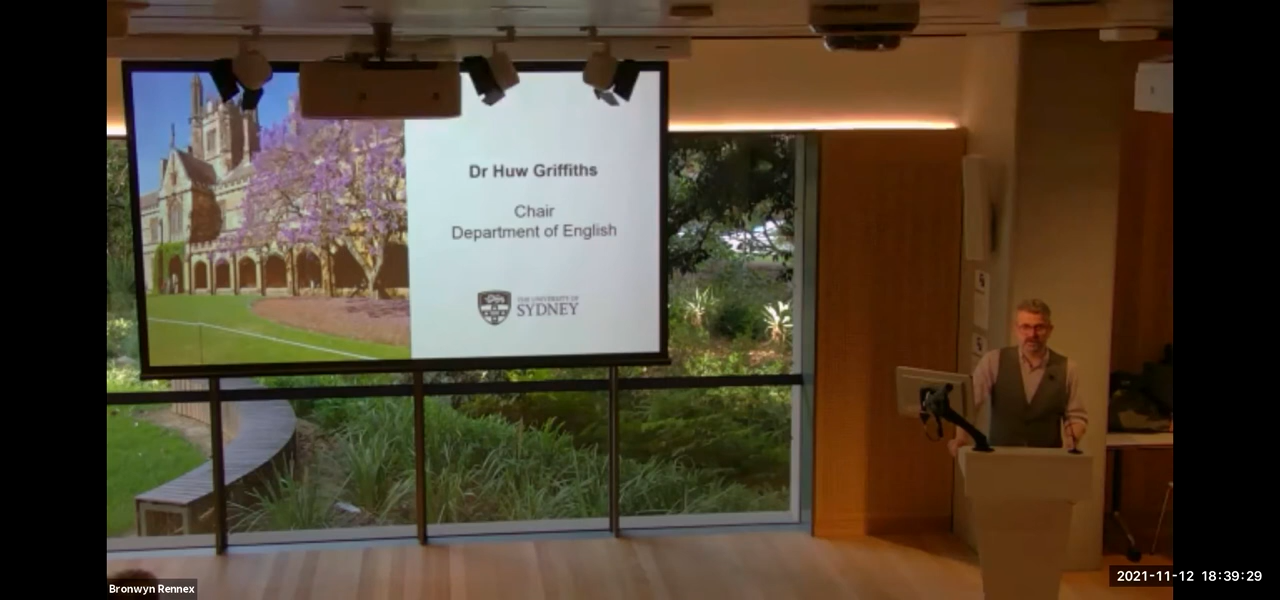 Dr Huw Griffiths
Chair
Department of English
THE UNIVERSITY OF
SYDNEY
Bronwyn Rennex
2021-11-12 18:39:29